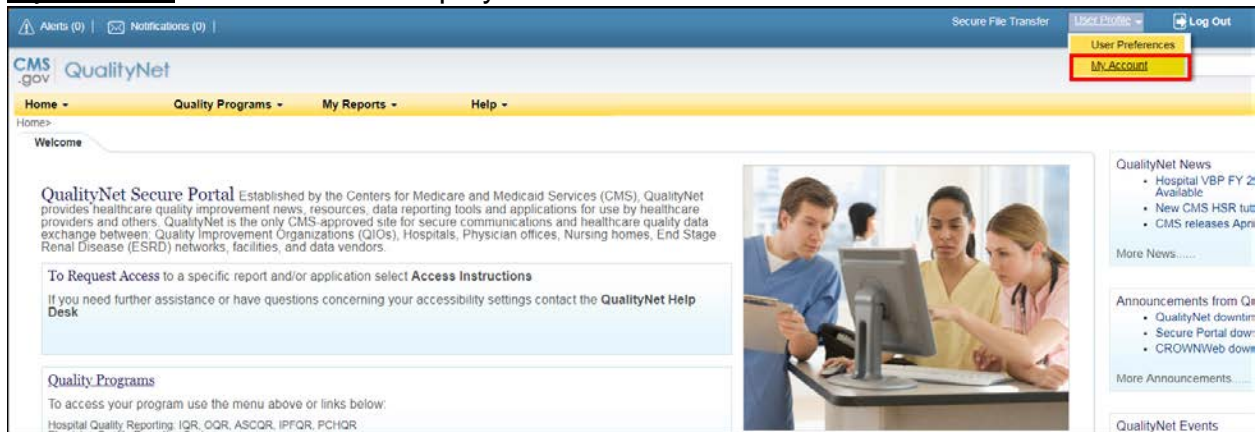 Alerts (0) | Notifications (0) |
Secure File Transfer User Profile Log Out
User Preferences
My Account
CMS .gov QualityNet
Home Quality Programs My Reports Help
Home>
Welcome
QualityNet Secure Portal Established by the Centers for Medicare and Medicaid Services (CMS), QualityNet
provides healthcare quality improvement news, resources, data reporting tools and applications for use by healthcare
providers and others. QualityNet is the only CMS-approved site for secure communications and healthcare quality data
exchange between: Quality Improvement Organizations (QIOs), Hospitals, Physician offices, Nursing homes, End Stage
Renal Disease (ESRD) networks, facilities, and data vendors.
To Request Access to a specific report and/or application select Access Instructions
If you need further assistance or have questions concerning your accessibility settings contact the QualityNet Help
Desk
Quality Programs
To access your program use the menu above or links below:
Hospital Quality Reporting: IQR, OQR, ASCQR, IPFQR, PCHQR
QualityNet News
Hospital VBP FY
Available
New CMS HSR
CMS releases
More News......
Announcements from
QualityNet
Secure Portal
CROWNWeb
More Announcements......
QualityNet Events